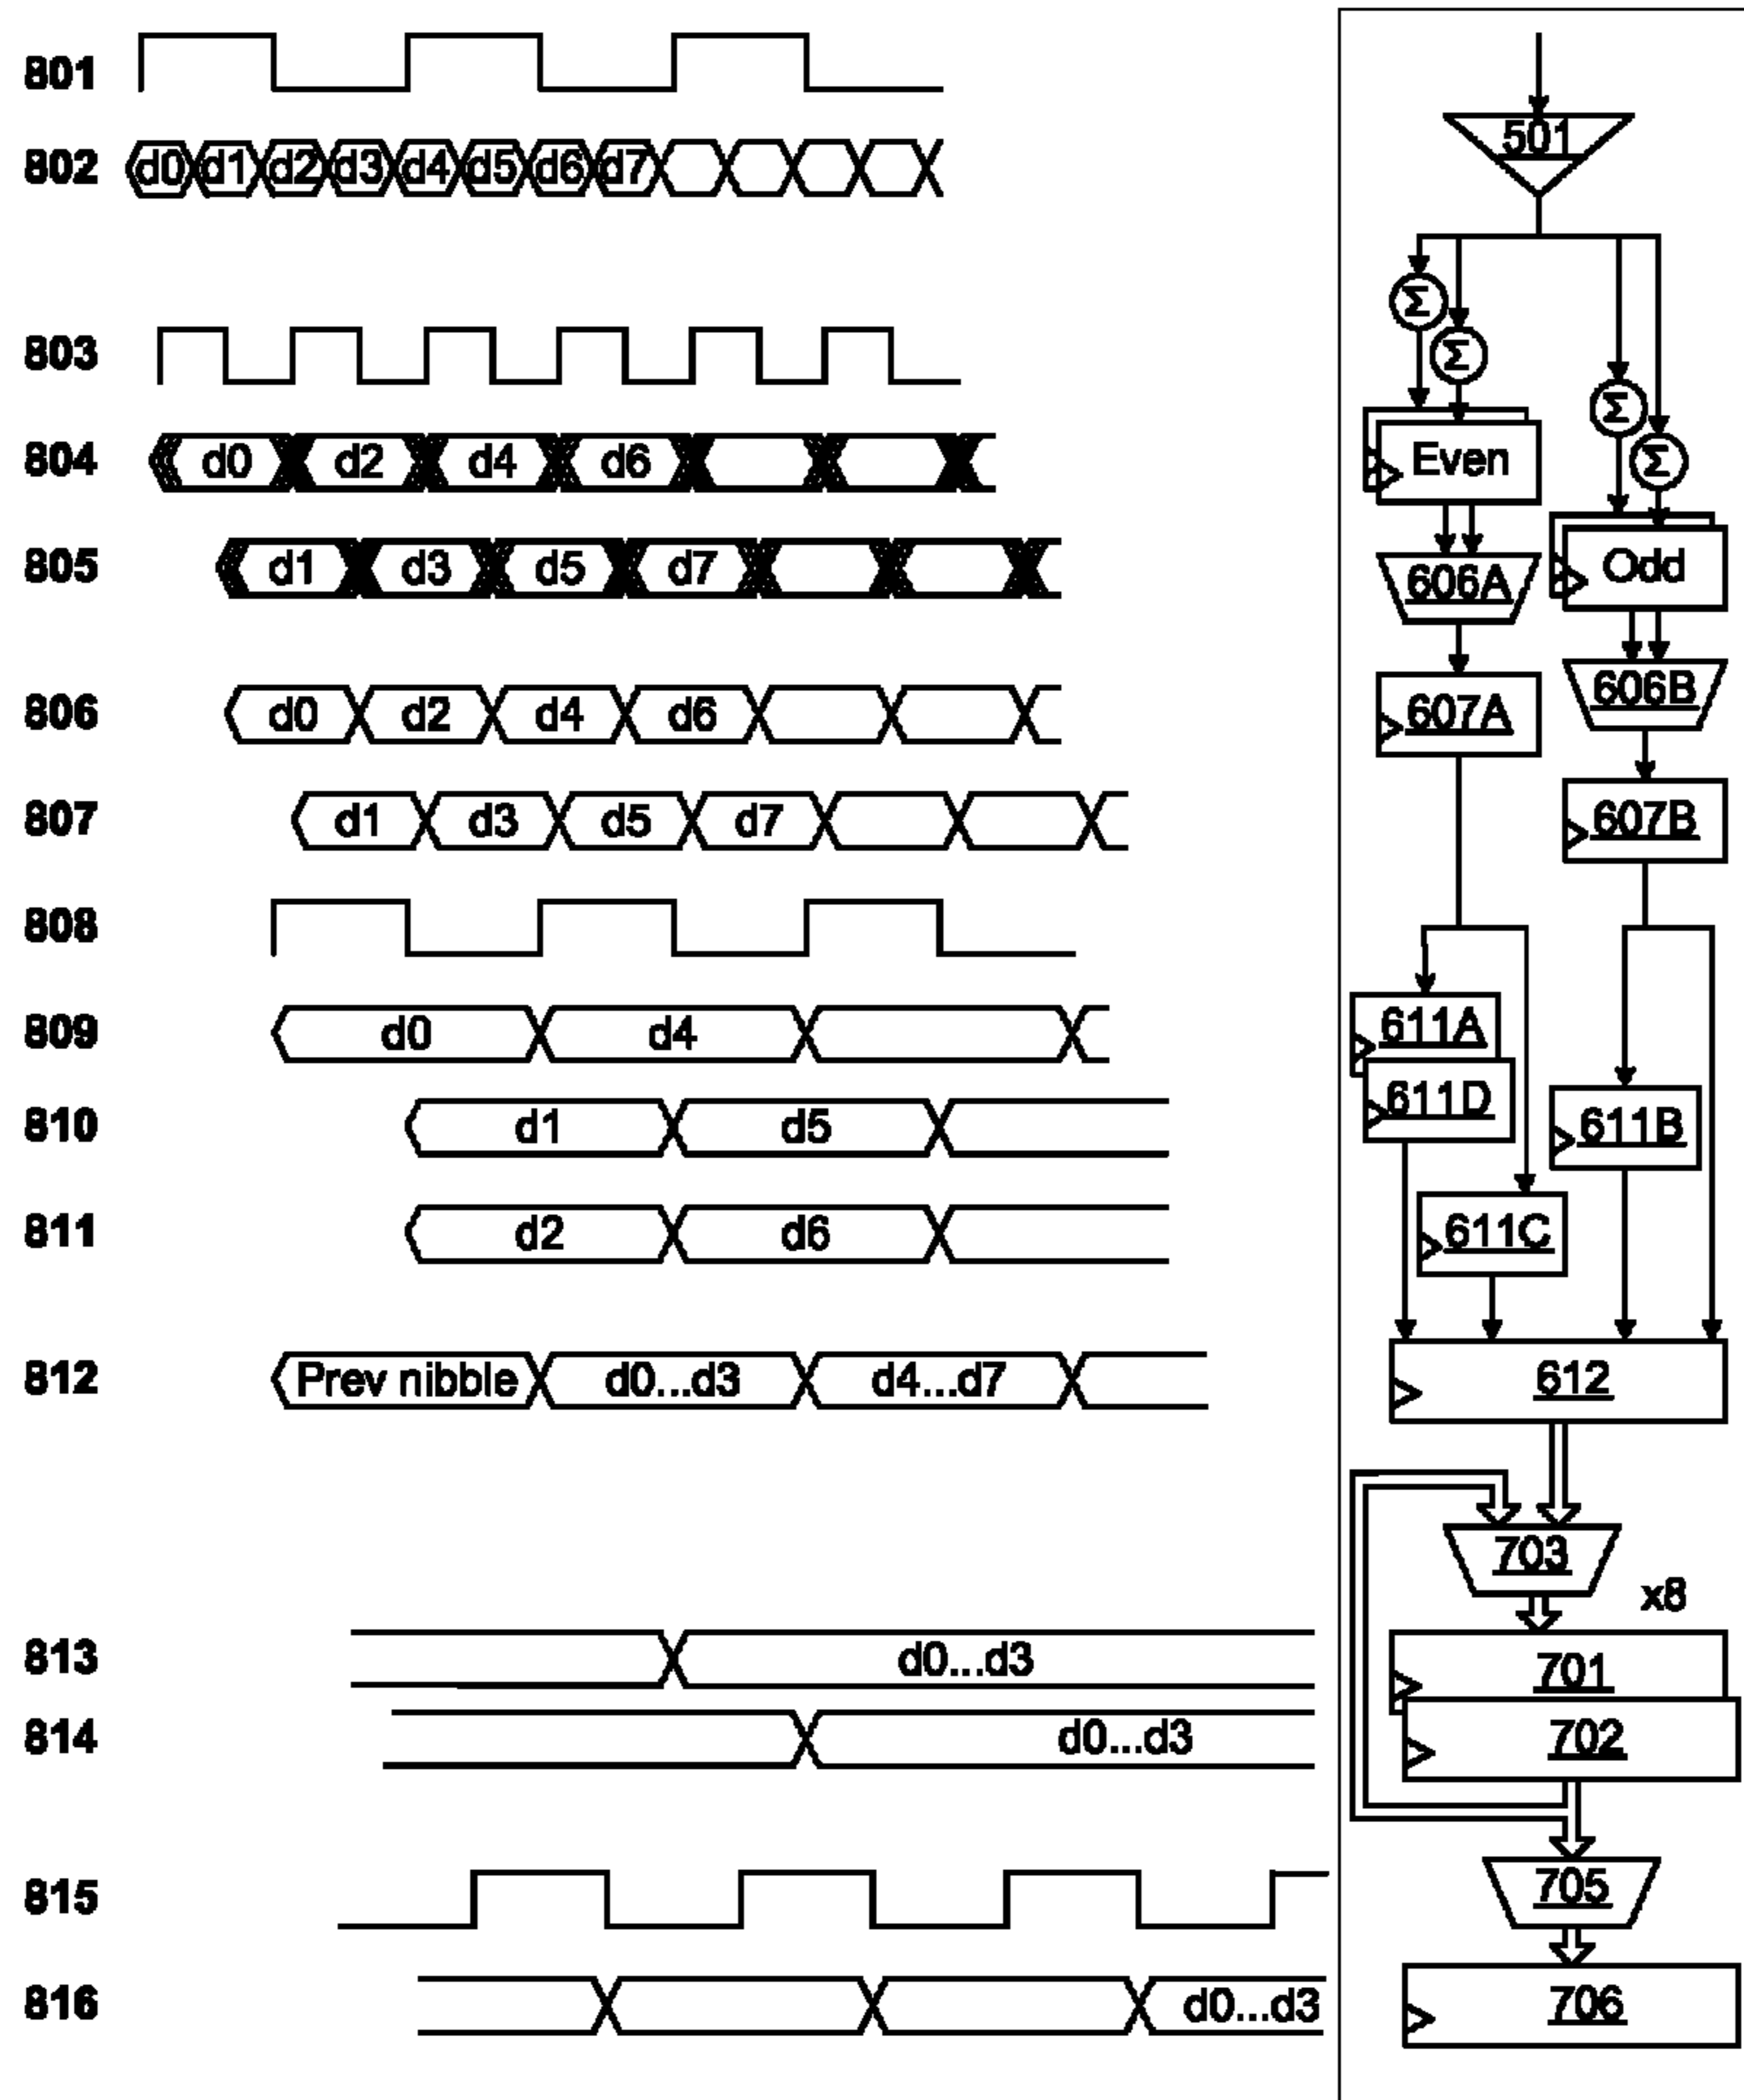 801
802 d0 d1 d2 d3 d4 d5 d6 d7
803
804 d0 d2 d4 d6
805 d1 d3 d5 d7
806 d0 d2 d4 d6
807 d1 d3 d5 d7
808
809 d0 d4
810 d1 d5
811 d2 d6
812 Prev nibble d0...d3 d4...d7
813 d0...d3
814 d0...d3
815
816 d0...d3
501
Σ
Σ
Σ
Σ
Even
Odd
606A
606B
607A
607B
611A
611D
611B
611C
612
703
x8
701
702
705
706